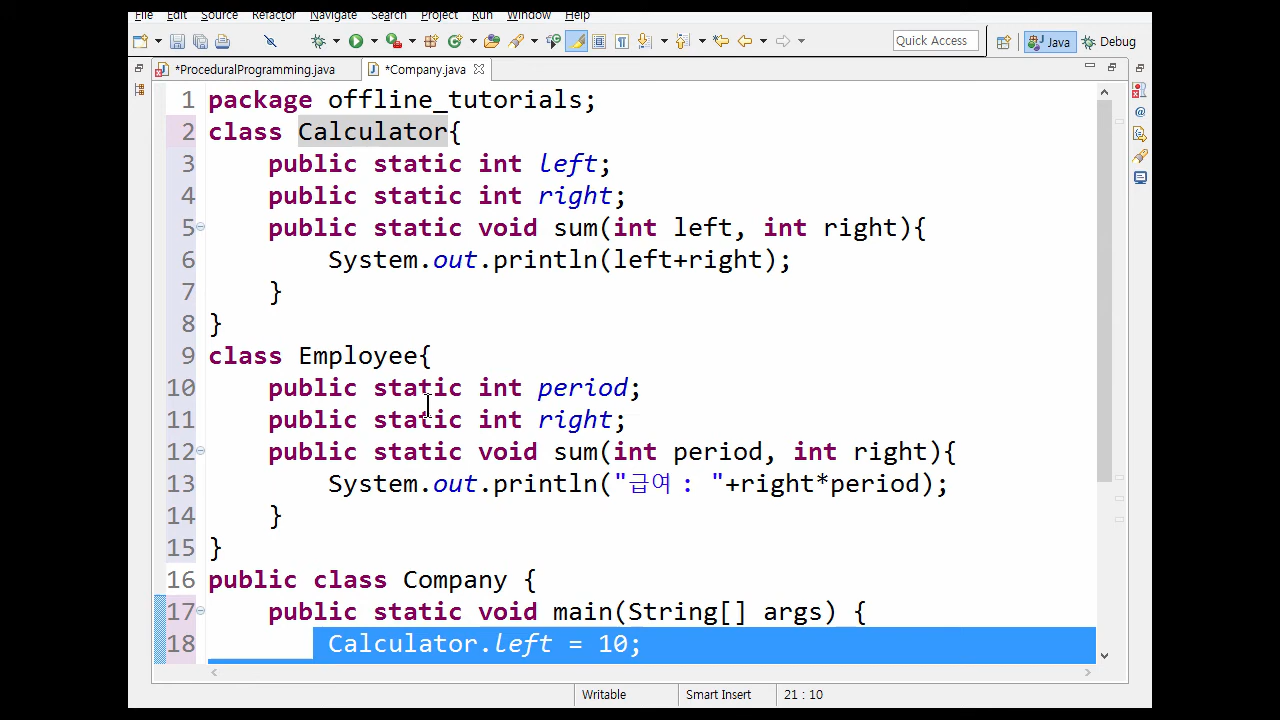 File Edit Source Refactor Navigate Search Project Run Window Help
Quick Access Java Debug
*ProceduralProgramming.java *Company.java
1 package offline_tutorials;
2 class Calculator{
3 public static int left;
4 public static int right;
5 public static void sum(int left, int right){
6 System.out.println(left+right);
7 }
8 }
9 class Employee{
10 public static int period;
11 public static int right;
12 public static void sum(int period, int right){
13 System.out.println("급여 : "+right*period);
14 }
15 }
16 public class Company {
17 public static void main(String[] args) {
18 Calculator.left = 10;
Writable Smart Insert 21 : 10